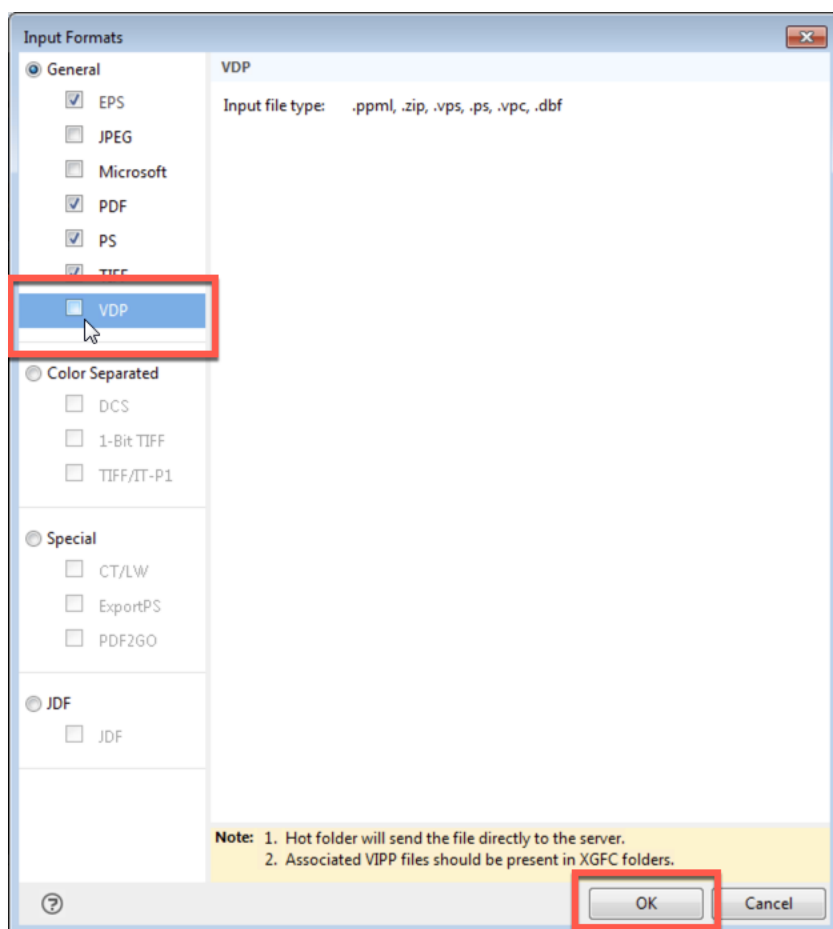 Input Formats
General
EPS
JPEG
Microsoft
PDF
PS
TIFF
VDP
Color Separated
DCS
1-Bit TIFF
TIFF/IT-P1
Special
CT/LW
ExportPS
PDF2GO
JDF
JDF
VDP
Input file type: .ppml, .zip, .vps, .ps, .vpc, .dbf
Note: 1. Hot folder will send the file directly to the server.
2. Associated VIPP files should be present in XGFC folders.
?
OK Cancel